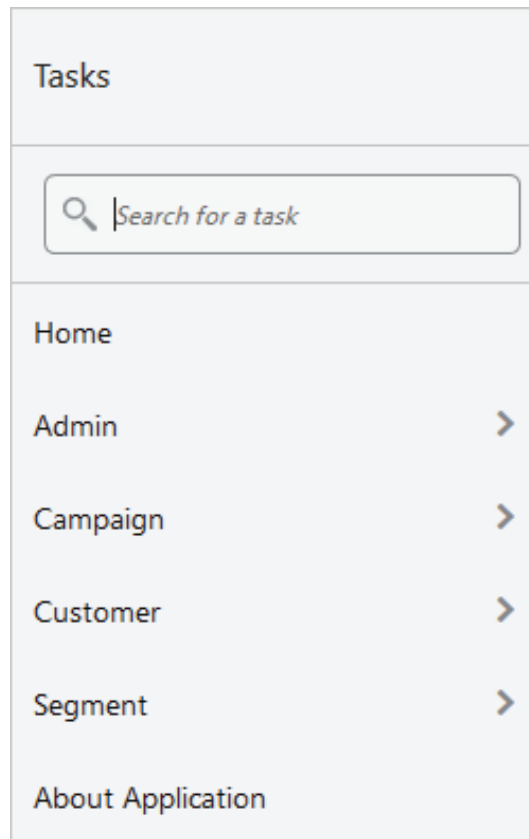 Tasks
Search for a task
Home
Admin
Campaign
Customer
Segment
About Application